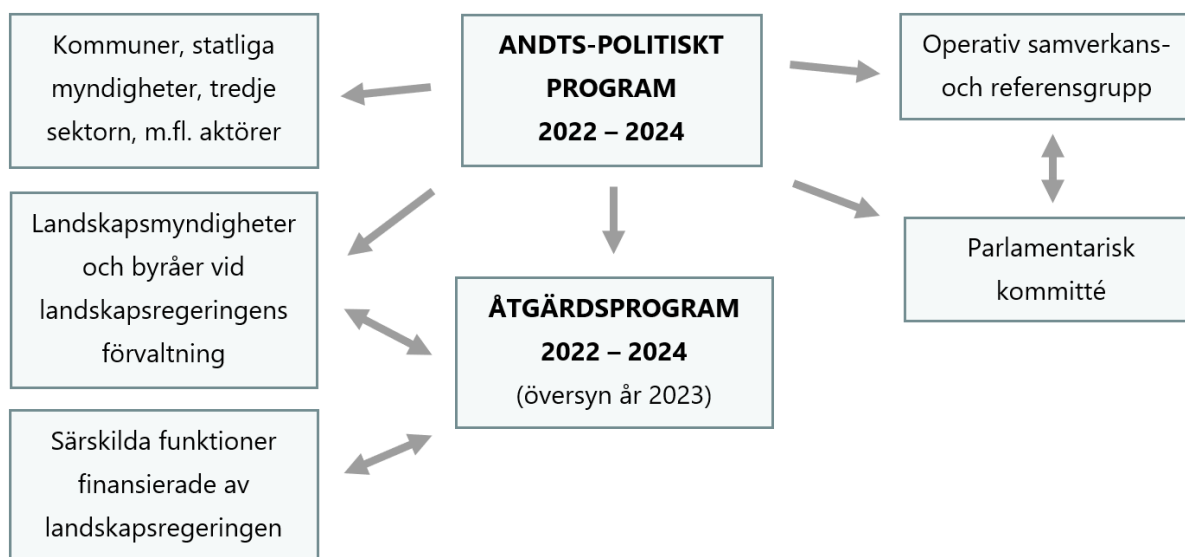 Kommuner, statliga
myndigheter, tredje
sektorn, m.fl. aktörer
ANDTS-POLITISKT
PROGRAM
2022 – 2024
Operativ samverkans-
och referensgrupp
Landskapsmyndigheter
och byråer vid
landskapsregeringens
förvaltning
ÅTGÄRDSPROGRAM
2022 – 2024
(översyn år 2023)
Parlamentarisk
kommitté
Särskilda funktioner
finansierade av
landskapsregeringen